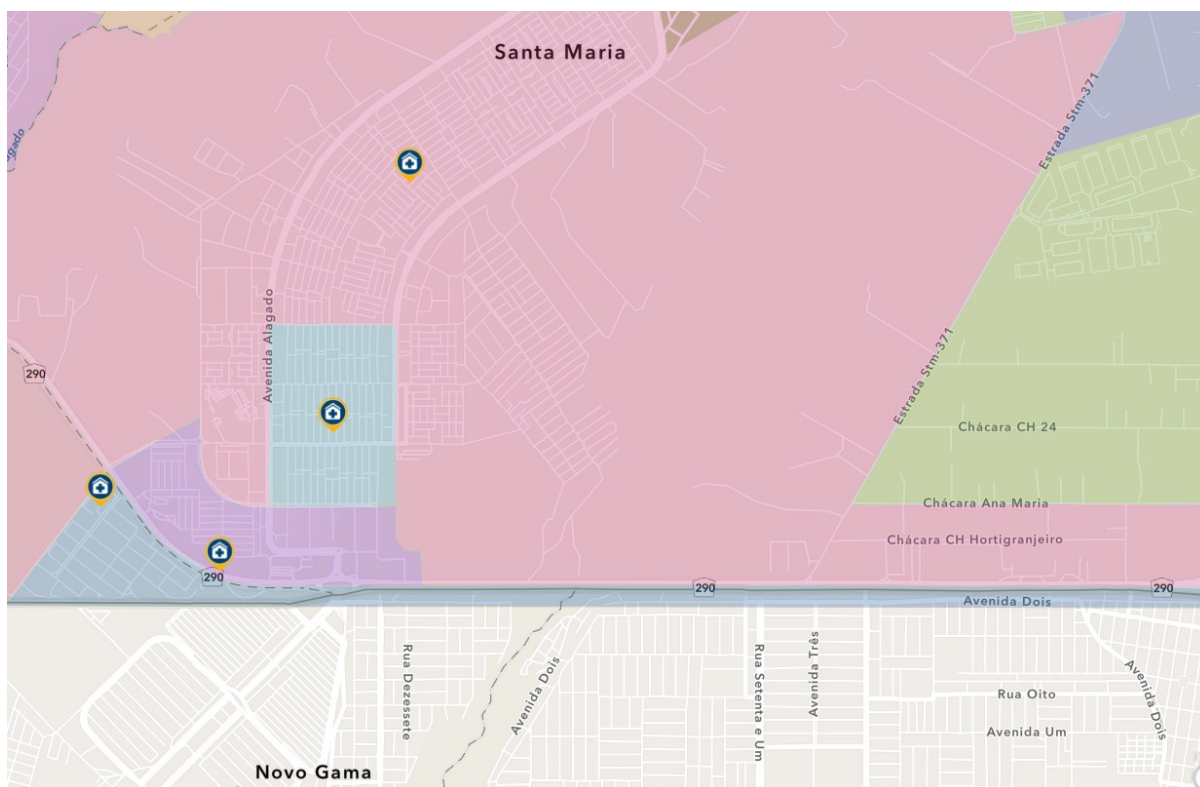 Santa Maria
Estrada Stm-371
agado
Avenida Alagado
290
Estrada Stm-371
Chácara CH 24
Chácara Ana Maria
Chácara CH Hortigranjeiro
290
290
290
Avenida Dois
Rua Dezessete
Avenida Dois
Rua Setenta e Um
Avenida Três
Rua Oito
Avenida Dois
Avenida Um
Novo Gama